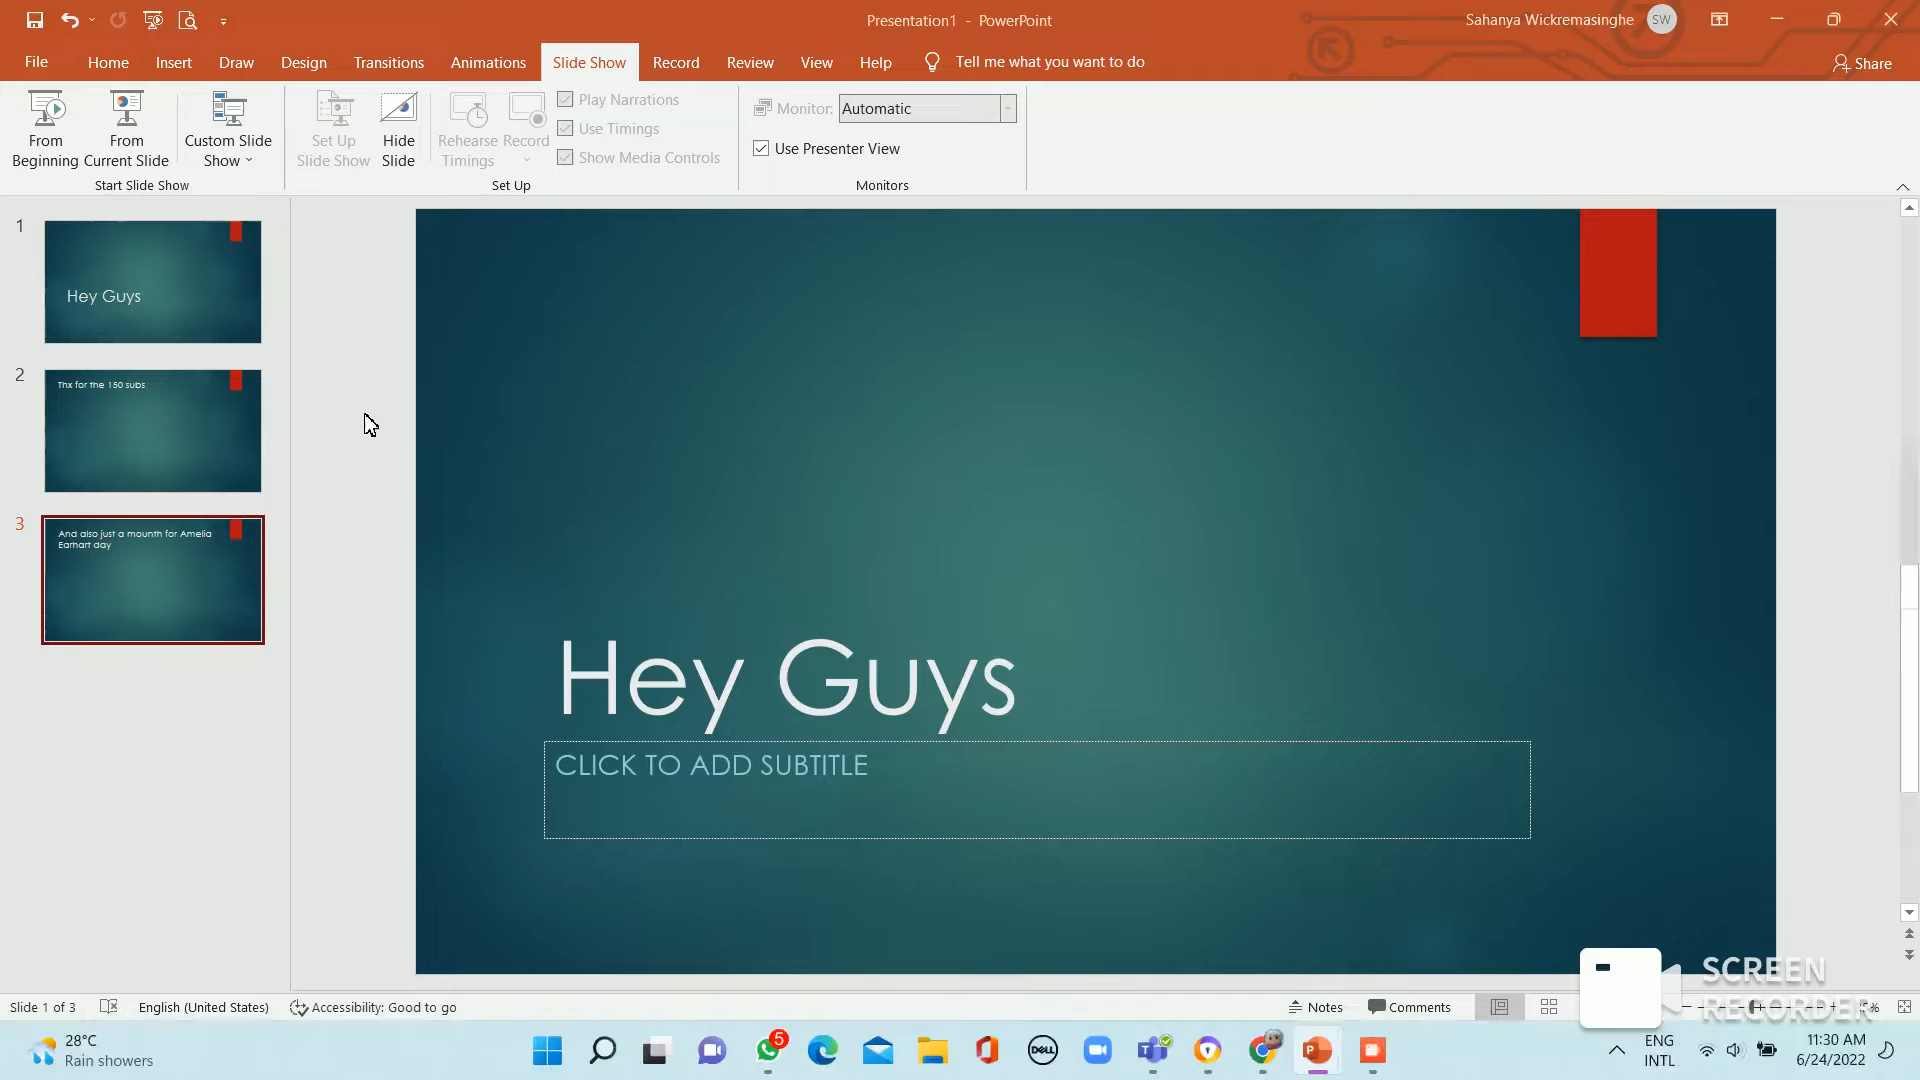 Presentation1 - PowerPoint
Sahanya Wickremasinghe
SW
File
Home
Insert
Draw
Design
Transitions
Animations
Slide Show
Record
Review
View
Help
Tell me what you want to do
Share
From
Beginning
From
Current Slide
Custom Slide
Show
Start Slide Show
Set Up
Slide Show
Hide
Slide
Rehearse
Timings
Record
Play Narrations
Use Timings
Show Media Controls
Set Up
Monitor:
Automatic
Use Presenter View
Monitors
1
Hey Guys
2
Thx for the 150 subs
3
And also just a mounth for Amelia
Earhart day
Hey Guys
CLICK TO ADD SUBTITLE
SCREEN
RECORDER
Slide 1 of 3
English (United States)
Accessibility: Good to go
Notes
Comments
28°C
Rain showers
5
DELL
ENG
INTL
11:30 AM
6/24/2022